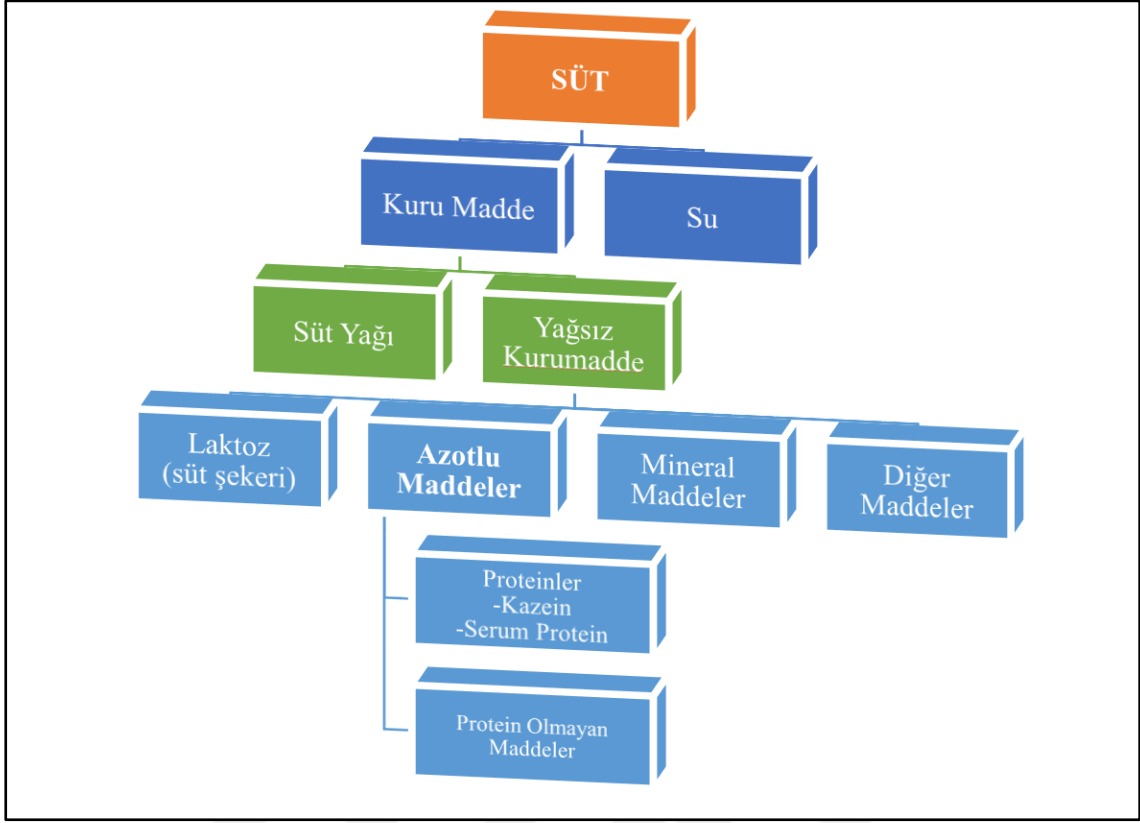 SÜT
Kuru Madde
Su
Süt Yağı
Yağsız
Kurumadde
Laktoz
(süt şekeri)
Azotlu
Maddeler
Mineral
Maddeler
Diğer
Maddeler
Proteinler
-Kazein
-Serum Protein
Protein Olmayan
Maddeler